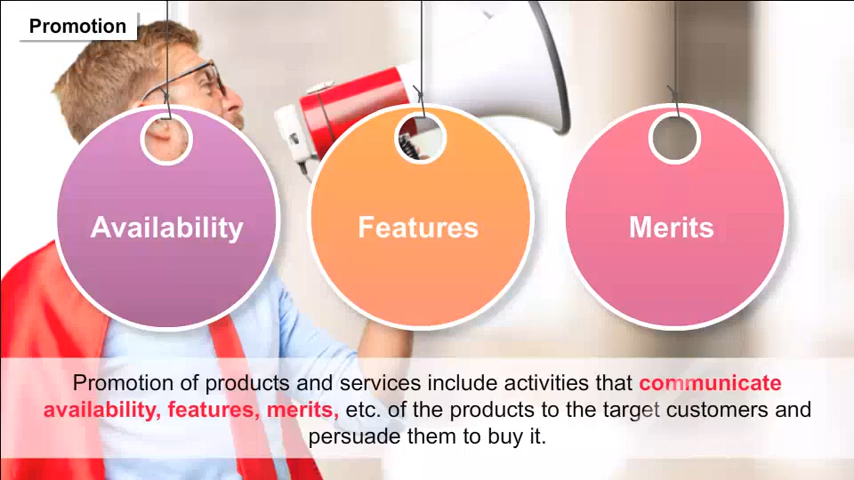 Promotion
Availability
Features
Merits
Promotion of products and services include activities that communicate
availability, features, merits, etc. of the products to the target customers and
persuade them to buy it.